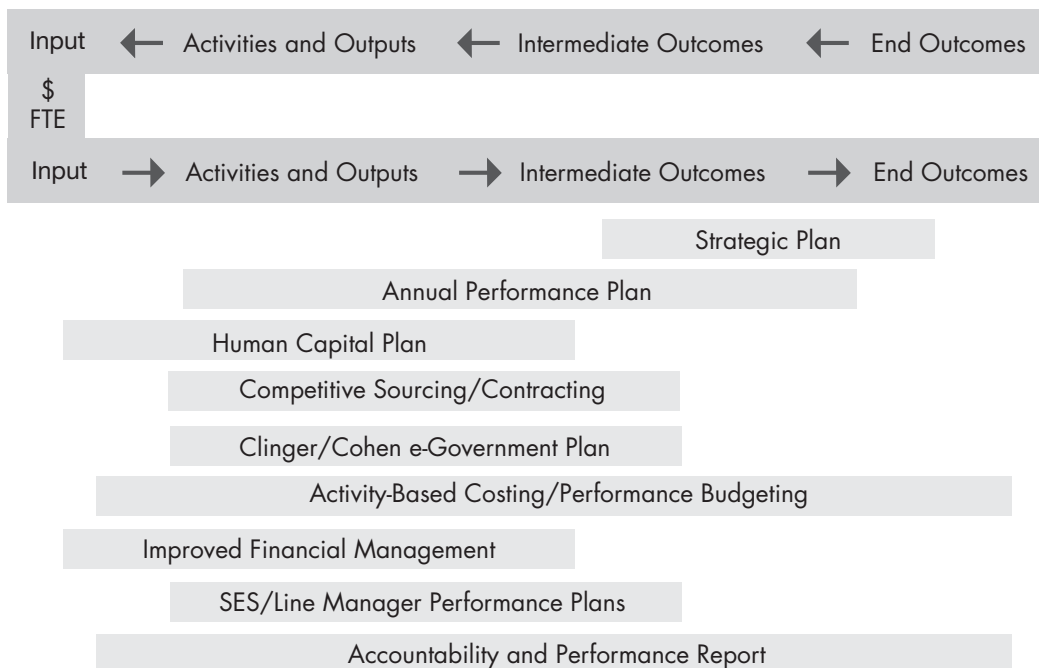 Input ← Activities and Outputs ← Intermediate Outcomes ← End Outcomes
$
FTE
Input → Activities and Outputs → Intermediate Outcomes → End Outcomes
Strategic Plan
Annual Performance Plan
Human Capital Plan
Competitive Sourcing/Contracting
Clinger/Cohen e-Government Plan
Activity-Based Costing/Performance Budgeting
Improved Financial Management
SES/Line Manager Performance Plans
Accountability and Performance Report